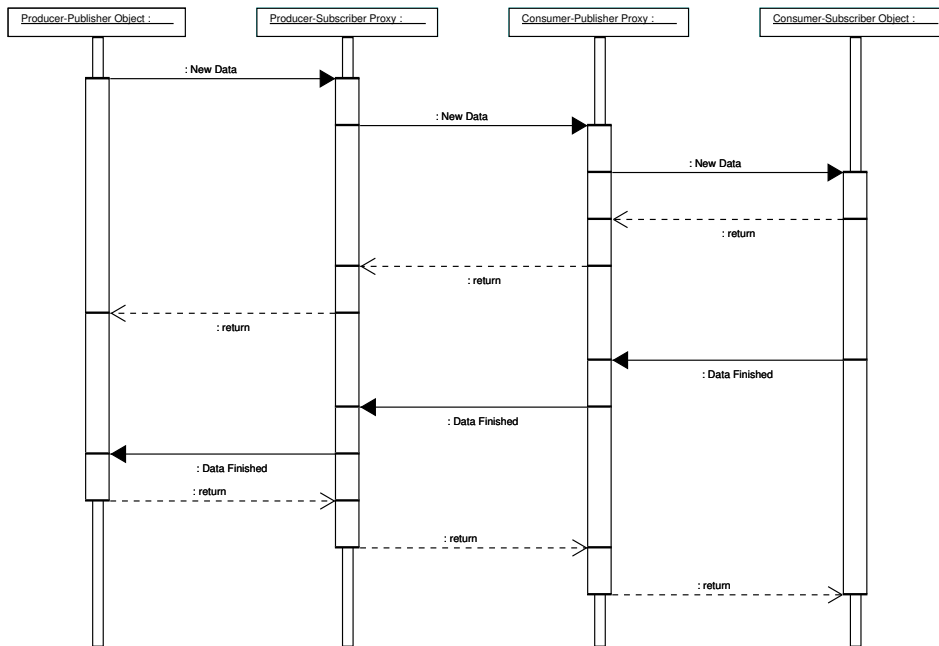 Producer-Publisher Object :
Producer-Subscriber Proxy :
Consumer-Publisher Proxy :
Consumer-Subscriber Object :
: New Data
: New Data
: New Data
: return
: return
: return
: Data Finished
: Data Finished
: Data Finished
: return
: return
: return